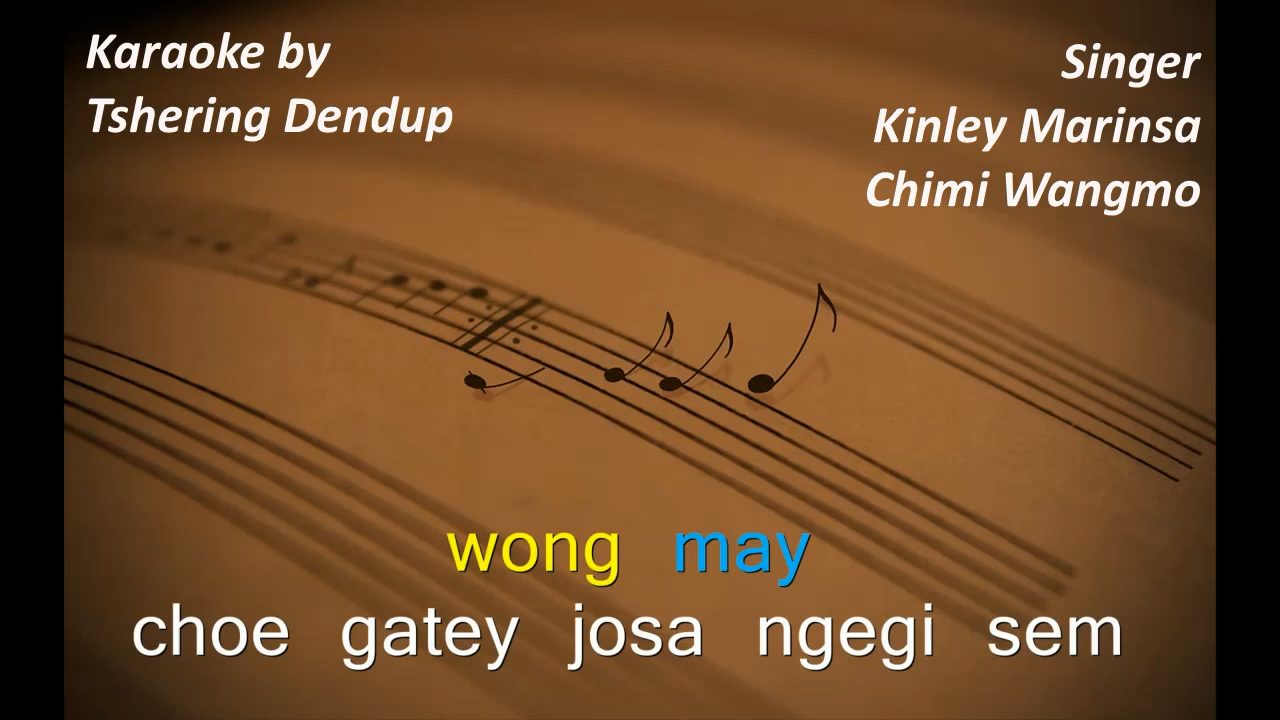 Karaoke by
Tshering Dendup
Singer
Kinley Marinsa
Chimi Wangmo
wong may
choe gatey josa ngegi sem